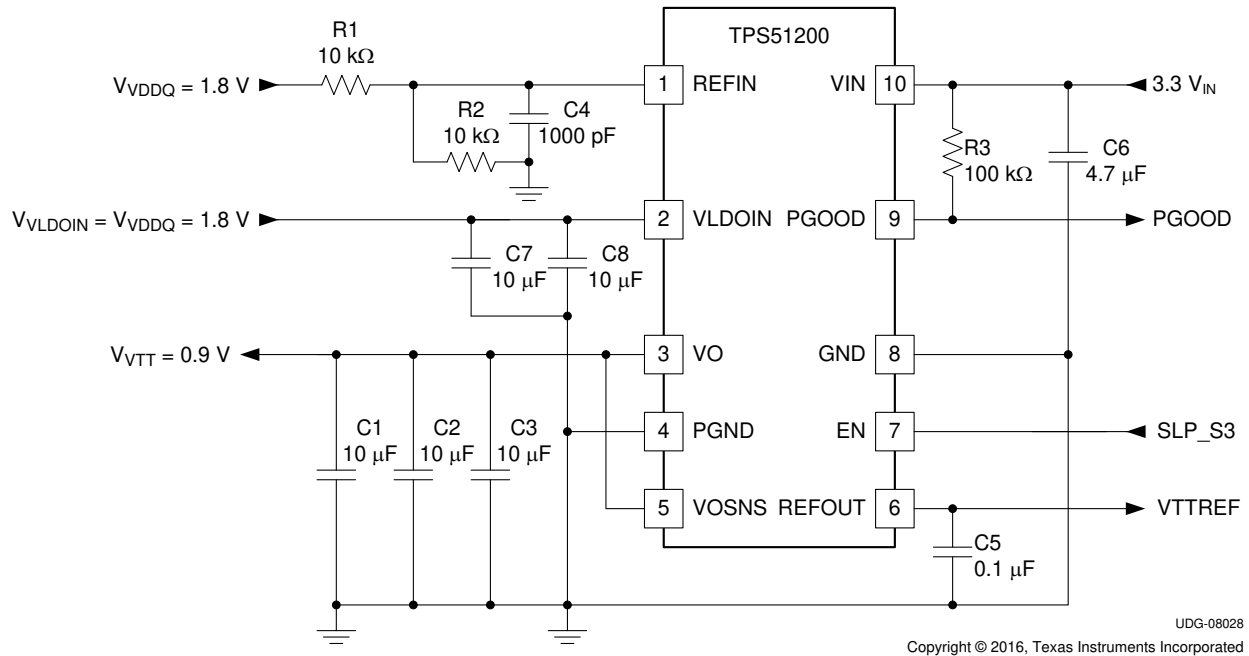 TPS51200
R1
10 kΩ
V_VDDQ = 1.8 V
1
REFIN
VIN
10
3.3 V_IN
R2
10 kΩ
C4
1000 pF
R3
100 kΩ
C6
4.7 μF
V_VLDOIN = V_VDDQ = 1.8 V
2
VLDOIN
PGOOD
9
PGOOD
C7
10 μF
C8
10 μF
V_VTT = 0.9 V
3
VO
GND
8
C1
10 μF
C2
10 μF
C3
10 μF
4
PGND
EN
7
SLP_S3
5
VOSNS
REFOUT
6
VTTREF
C5
0.1 μF
UDG-08028
Copyright © 2016, Texas Instruments Incorporated